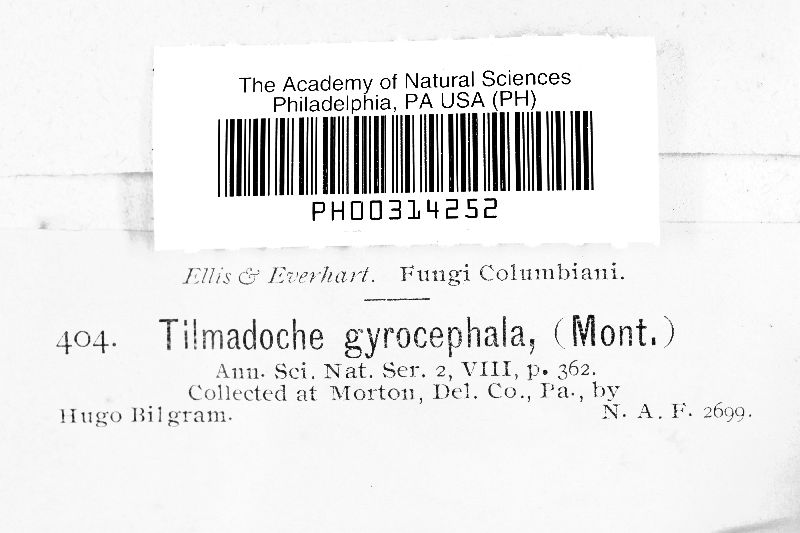 The Academy of Natural Sciences
Philadelphia, PA USA (PH)
PH00314252
Ellis & Everhart. Fungi Columbiani.
404. Tilmadoche gyrocephala, (Mont.)
Ann. Sci. Nat. Ser. 2, VIII, p. 362.
Collected at Morton, Del. Co., Pa., by
Hugo Bilgram. N. A. F. 2699.